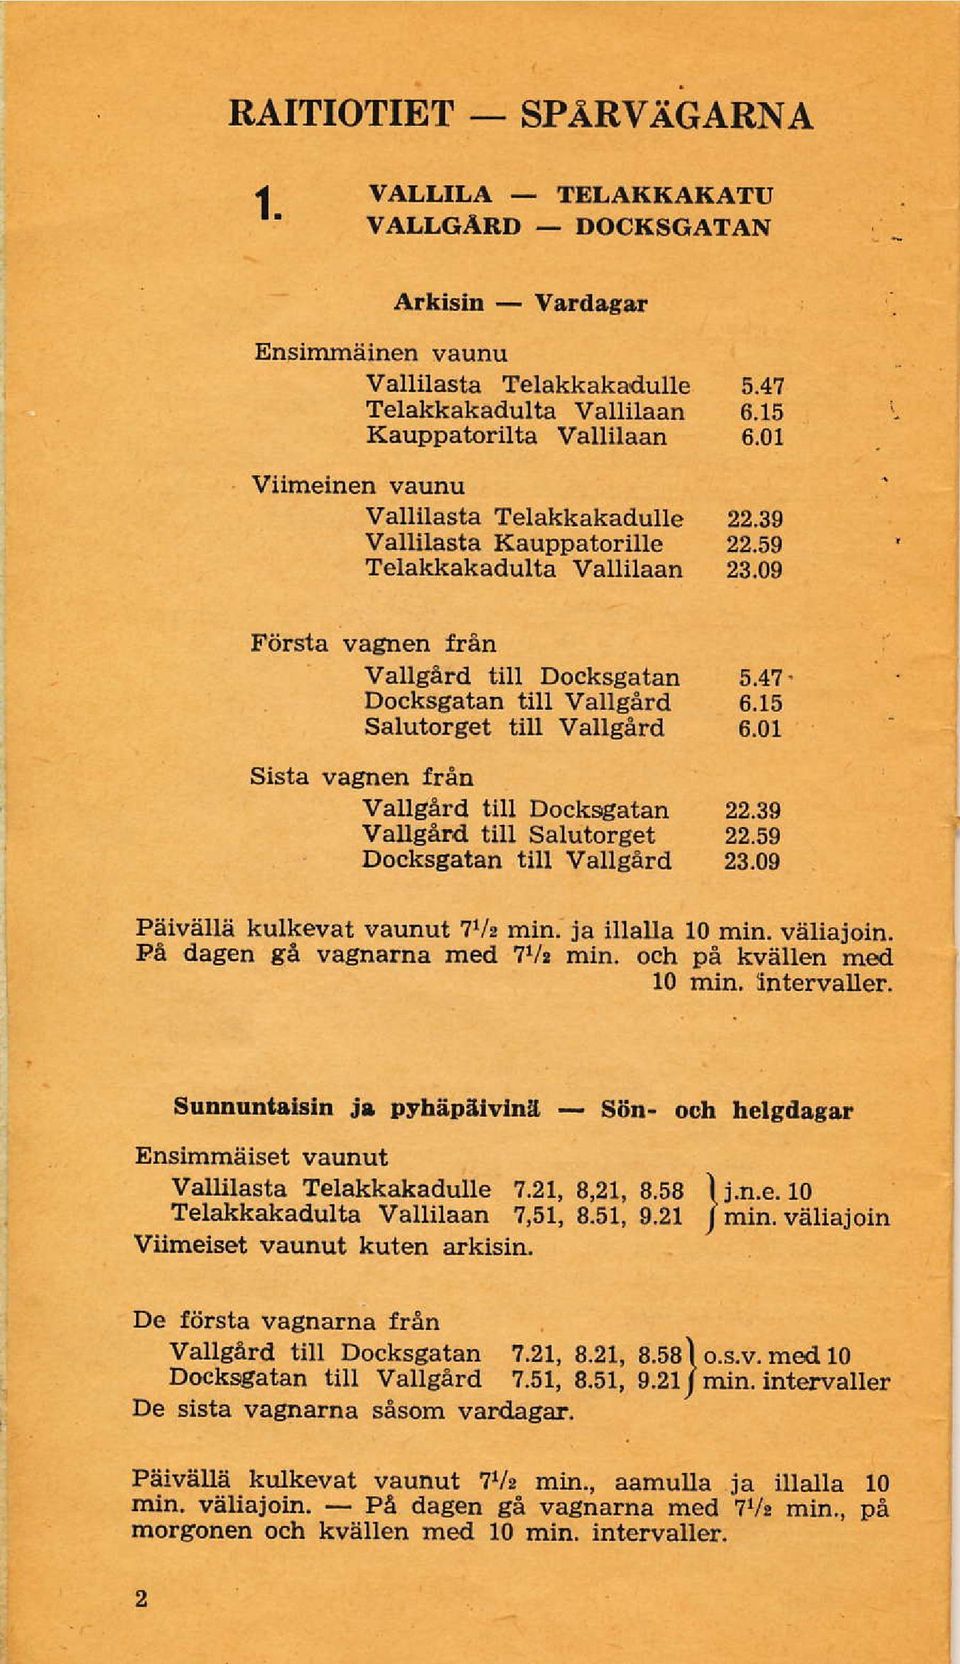 RAITIOTIET — SPÅRVÄGARNA
1. VALLILA — TELAKKAKATU
VALLGÅRD — DOCKSGATAN
Arkisin — Vardagar
Ensimmäinen vaunu
Vallilasta Telakkakadulle 5.47
Telakkakadulta Vallilaan 6.15
Kauppatorilta Vallilaan 6.01
Viimeinen vaunu
Vallilasta Telakkakadulle 22.39
Vallilasta Kauppatorille 22.59
Telakkakadulta Vallilaan 23.09
Första vagnen från
Vallgård till Docksgatan 5.47
Docksgatan till Vallgård 6.15
Salutorget till Vallgård 6.01
Sista vagnen från
Vallgård till Docksgatan 22.39
Vallgård till Salutorget 22.59
Docksgatan till Vallgård 23.09
Päivällä kulkevat vaunut 7¹/₂ min. ja illalla 10 min. väliajoin.
På dagen gå vagnarna med 7¹/₂ min. och på kvällen med
10 min. intervaller.
Sunnuntaisin ja pyhäpäivinä — Sön- och helgdagar
Ensimmäiset vaunut
Vallilasta Telakkakadulle 7.21, 8,21, 8.58 } j.n.e. 10
Telakkakadulta Vallilaan 7,51, 8.51, 9.21 } min. väliajoin
Viimeiset vaunut kuten arkisin.
De första vagnarna från
Vallgård till Docksgatan 7.21, 8.21, 8.58 } o.s.v. med 10
Docksgatan till Vallgård 7.51, 8.51, 9.21 } min. intervaller
De sista vagnarna såsom vardagar.
Päivällä kulkevat vaunut 7¹/₂ min., aamulla ja illalla 10
min. väliajoin. — På dagen gå vagnarna med 7¹/₂ min., på
morgonen och kvällen med 10 min. intervaller.
2